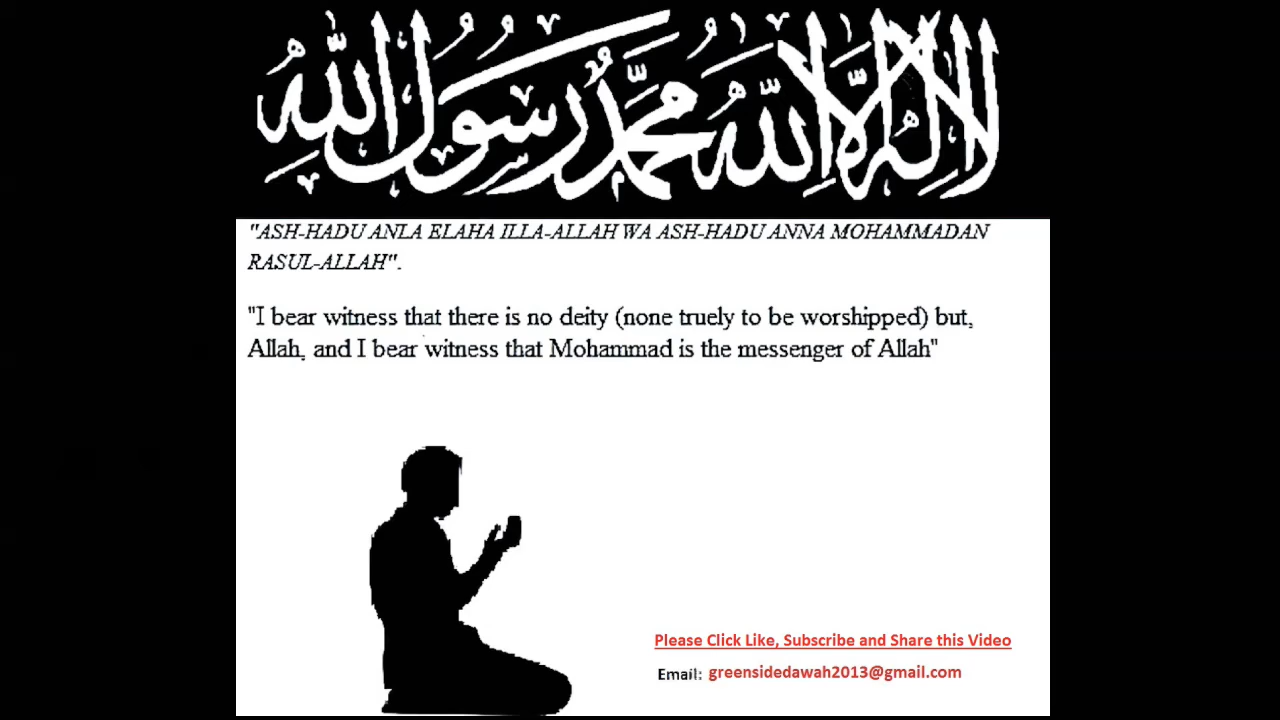 لا إله إلا الله محمد رسول الله
"ASH-HADU ANLA ELAHA ILLA-ALLAH WA ASH-HADU ANNA MOHAMMADAN
RASUL-ALLAH".
"I bear witness that there is no deity (none truely to be worshipped) but,
Allah, and I bear witness that Mohammad is the messenger of Allah"
Please Click Like, Subscribe and Share this Video
Email: greensidedawah2013@gmail.com